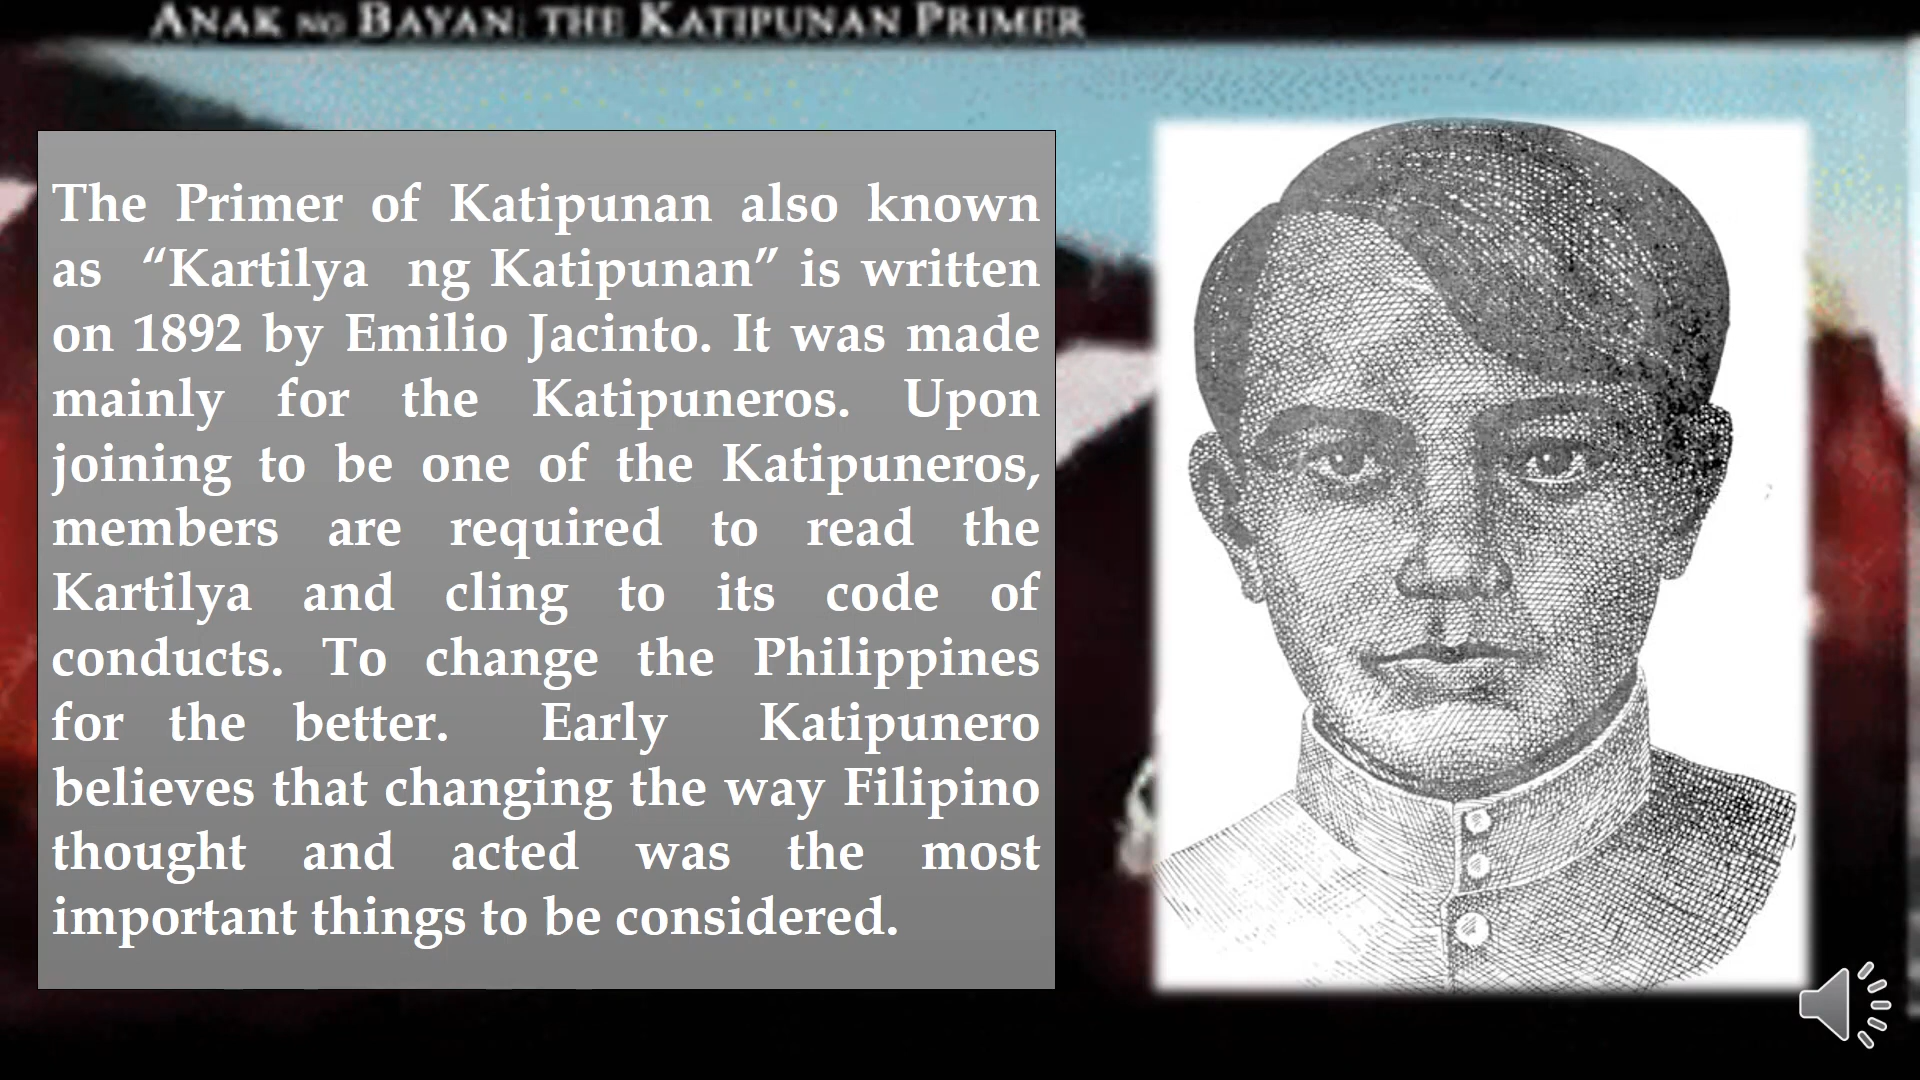 ANAK NG BAYAN: THE KATIPUNAN PRIMER
The Primer of Katipunan also known
as “Kartilya ng Katipunan” is written
on 1892 by Emilio Jacinto. It was made
mainly for the Katipuneros. Upon
joining to be one of the Katipuneros,
members are required to read the
Kartilya and cling to its code of
conducts. To change the Philippines
for the better. Early Katipunero
believes that changing the way Filipino
thought and acted was the most
important things to be considered.